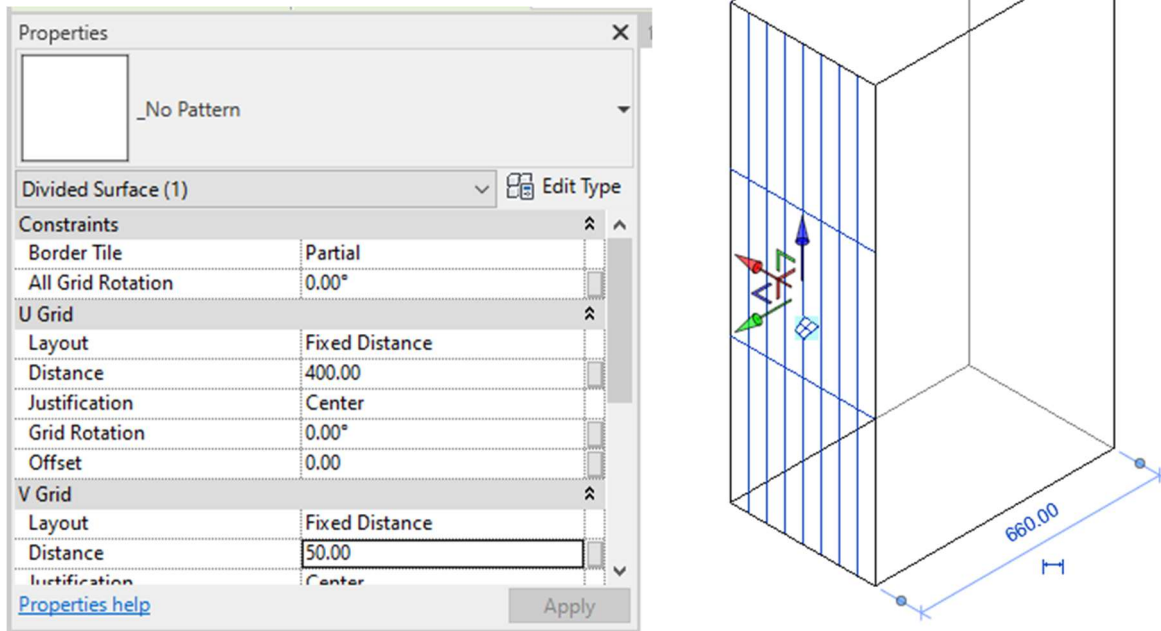 Properties
_No Pattern
Divided Surface (1) Edit Type
Constraints
Border Tile Partial
All Grid Rotation 0.00°
U Grid
Layout Fixed Distance
Distance 400.00
Justification Center
Grid Rotation 0.00°
Offset 0.00
V Grid
Layout Fixed Distance
Distance 50.00
Justification Center
Properties help Apply
660.00